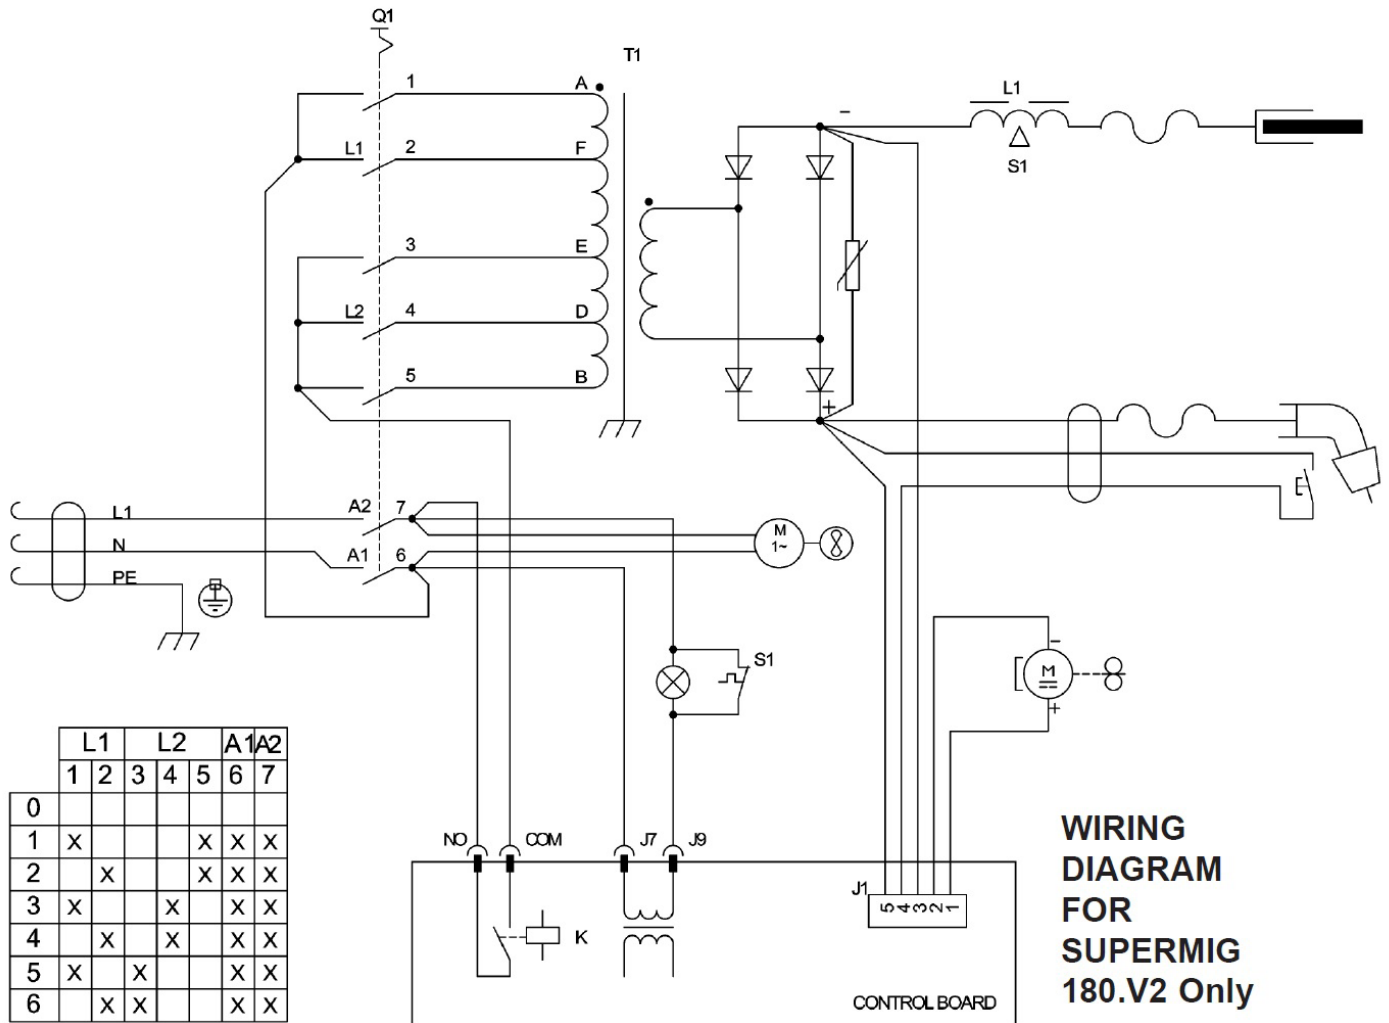 Q1
T1
1 A
L1 2 F
3 E
L2 4 D
5 B
-
L1
S1
+
L1 A2 7
N A1 6
PE
M
1~
S1
-
M
+
L1 L2 A1 A2
1 2 3 4 5 6 7
0
1 X X X X
2 X X X X
3 X X X X
4 X X X X
5 X X X X
6 X X X X
NO COM J7 J9
K
J1
5 4 3 2 1
CONTROL BOARD
WIRING
DIAGRAM
FOR
SUPERMIG
180.V2 Only